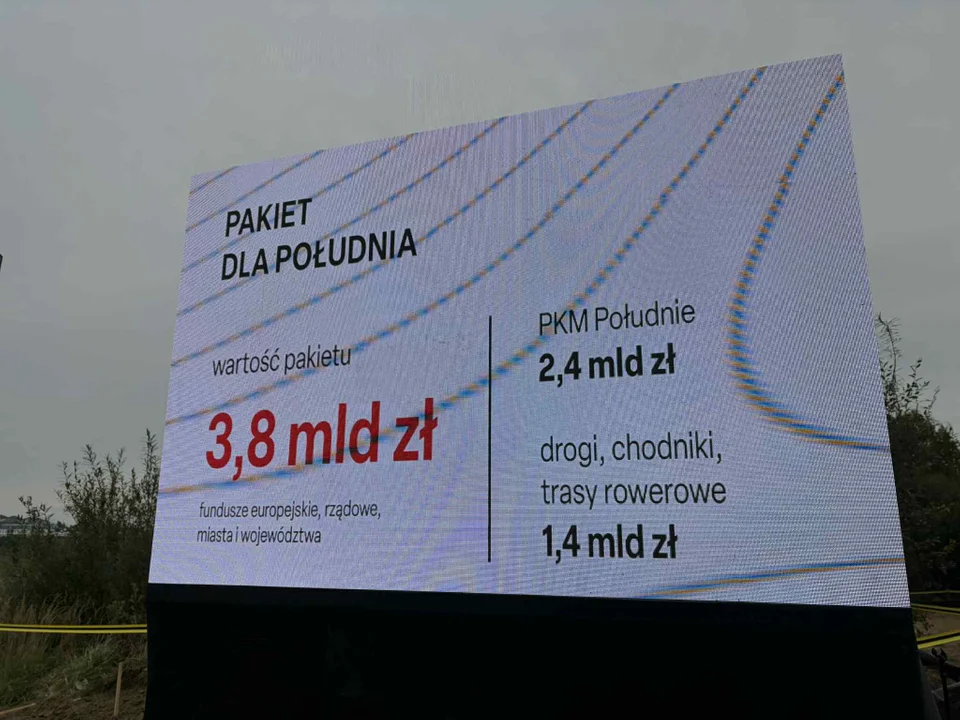 PAKIET
DLA POŁUDNIA
wartość pakietu
3,8 mld zł
fundusze europejskie, rządowe,
miasta i województwa
PKM Południe
2,4 mld zł
drogi, chodniki,
trasy rowerowe
1,4 mld zł